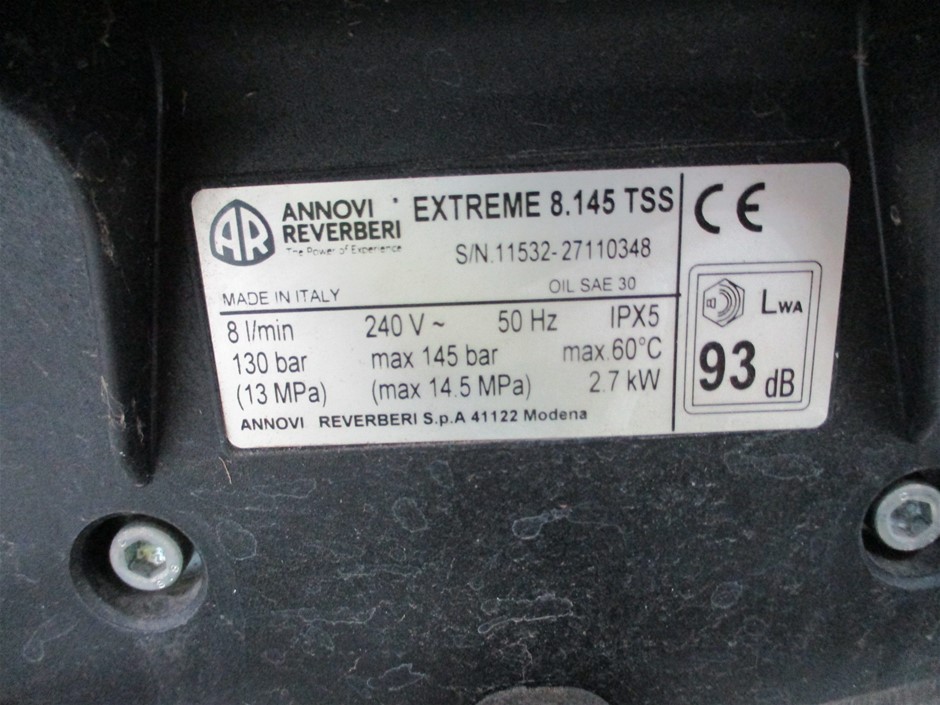 AR
ANNOVI
REVERBERI
The Power of Experience
EXTREME 8.145 TSS
S/N.11532-27110348
MADE IN ITALY
OIL SAE 30
8 l/min 240 V ~ 50 Hz IPX5
130 bar max 145 bar max.60°C
(13 MPa) (max 14.5 MPa) 2.7 kW
ANNOVI REVERBERI S.p.A 41122 Modena
CE
LWA
93 dB